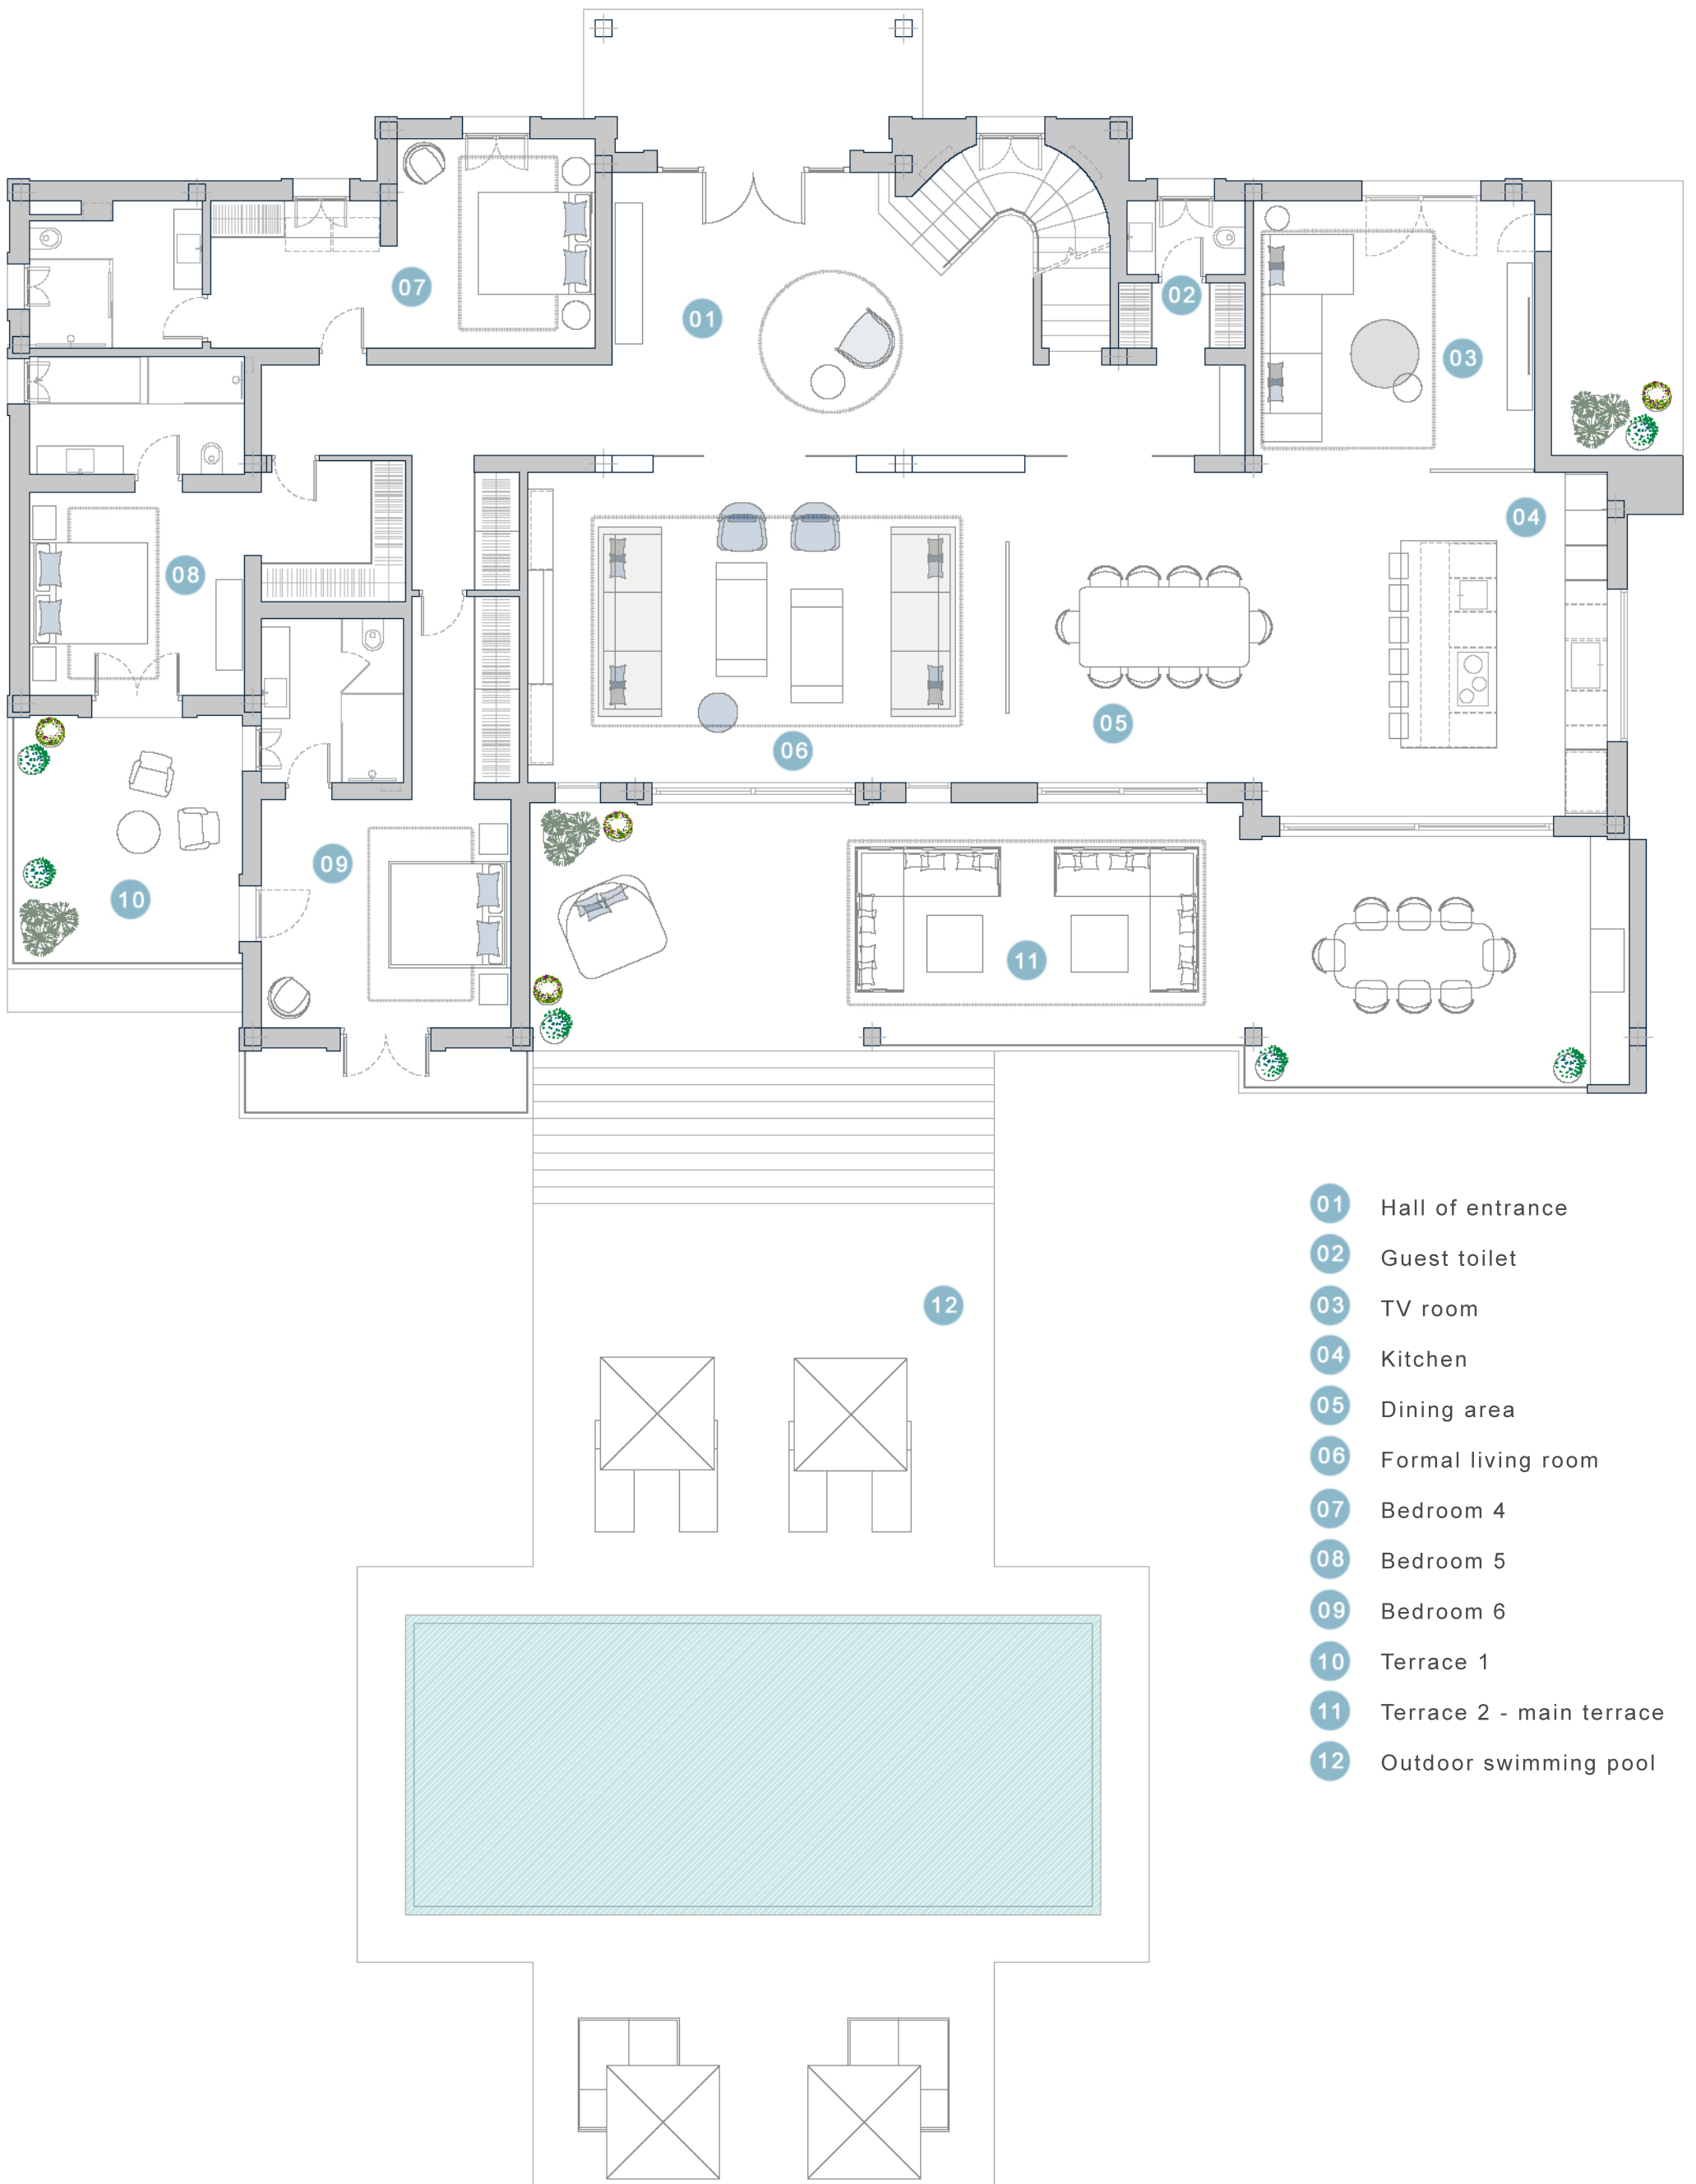 07
01
02
03
04
08
06
05
09
10
11
12
01 Hall of entrance
02 Guest toilet
03 TV room
04 Kitchen
05 Dining area
06 Formal living room
07 Bedroom 4
08 Bedroom 5
09 Bedroom 6
10 Terrace 1
11 Terrace 2 - main terrace
12 Outdoor swimming pool